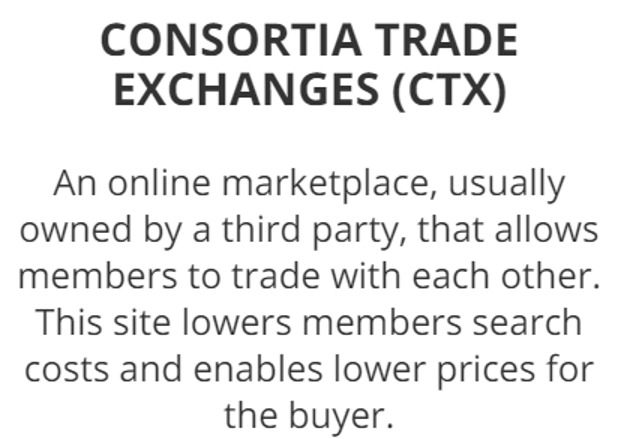 CONSORTIA TRADE
EXCHANGES (CTX)
An online marketplace, usually
owned by a third party, that allows
members to trade with each other.
This site lowers members search
costs and enables lower prices for
the buyer.